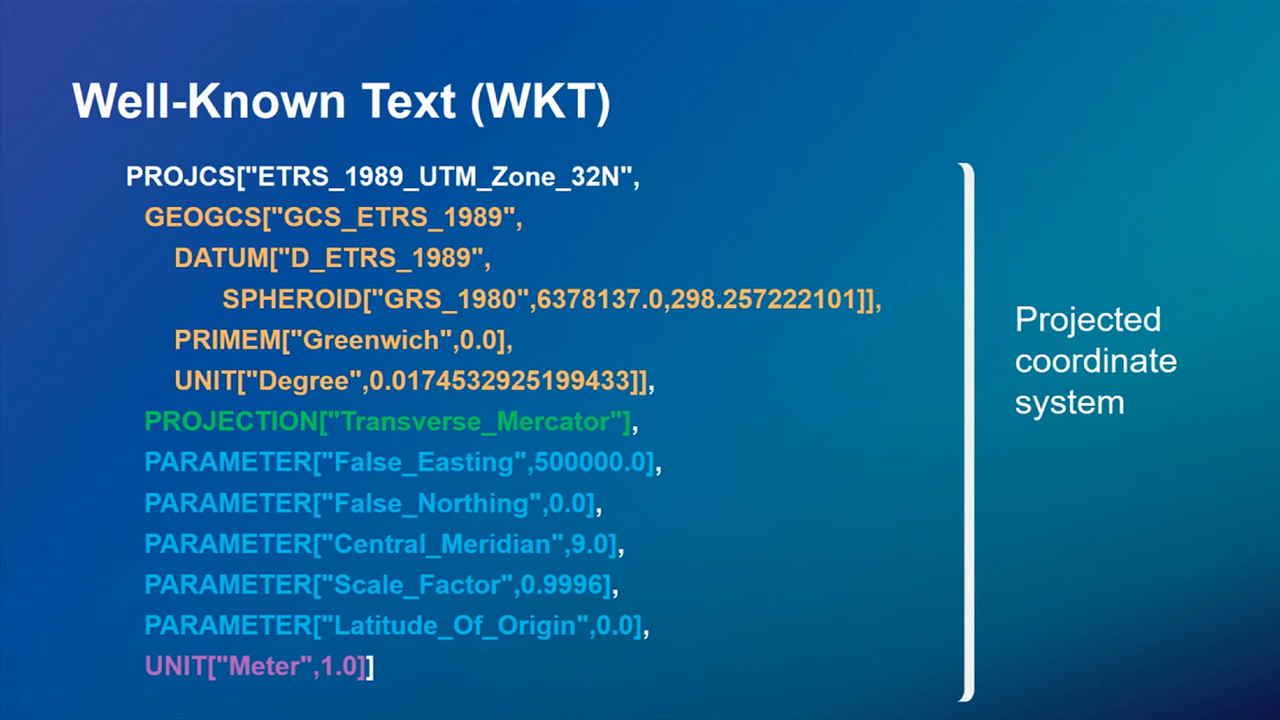 Well-Known Text (WKT)
PROJCS["ETRS_1989_UTM_Zone_32N",
GEOGCS["GCS_ETRS_1989",
DATUM["D_ETRS_1989",
SPHEROID["GRS_1980",6378137.0,298.257222101]],
PRIMEM["Greenwich",0.0],
UNIT["Degree",0.0174532925199433]],
PROJECTION["Transverse_Mercator"],
PARAMETER["False_Easting",500000.0],
PARAMETER["False_Northing",0.0],
PARAMETER["Central_Meridian",9.0],
PARAMETER["Scale_Factor",0.9996],
PARAMETER["Latitude_Of_Origin",0.0],
UNIT["Meter",1.0]]
Projected
coordinate
system